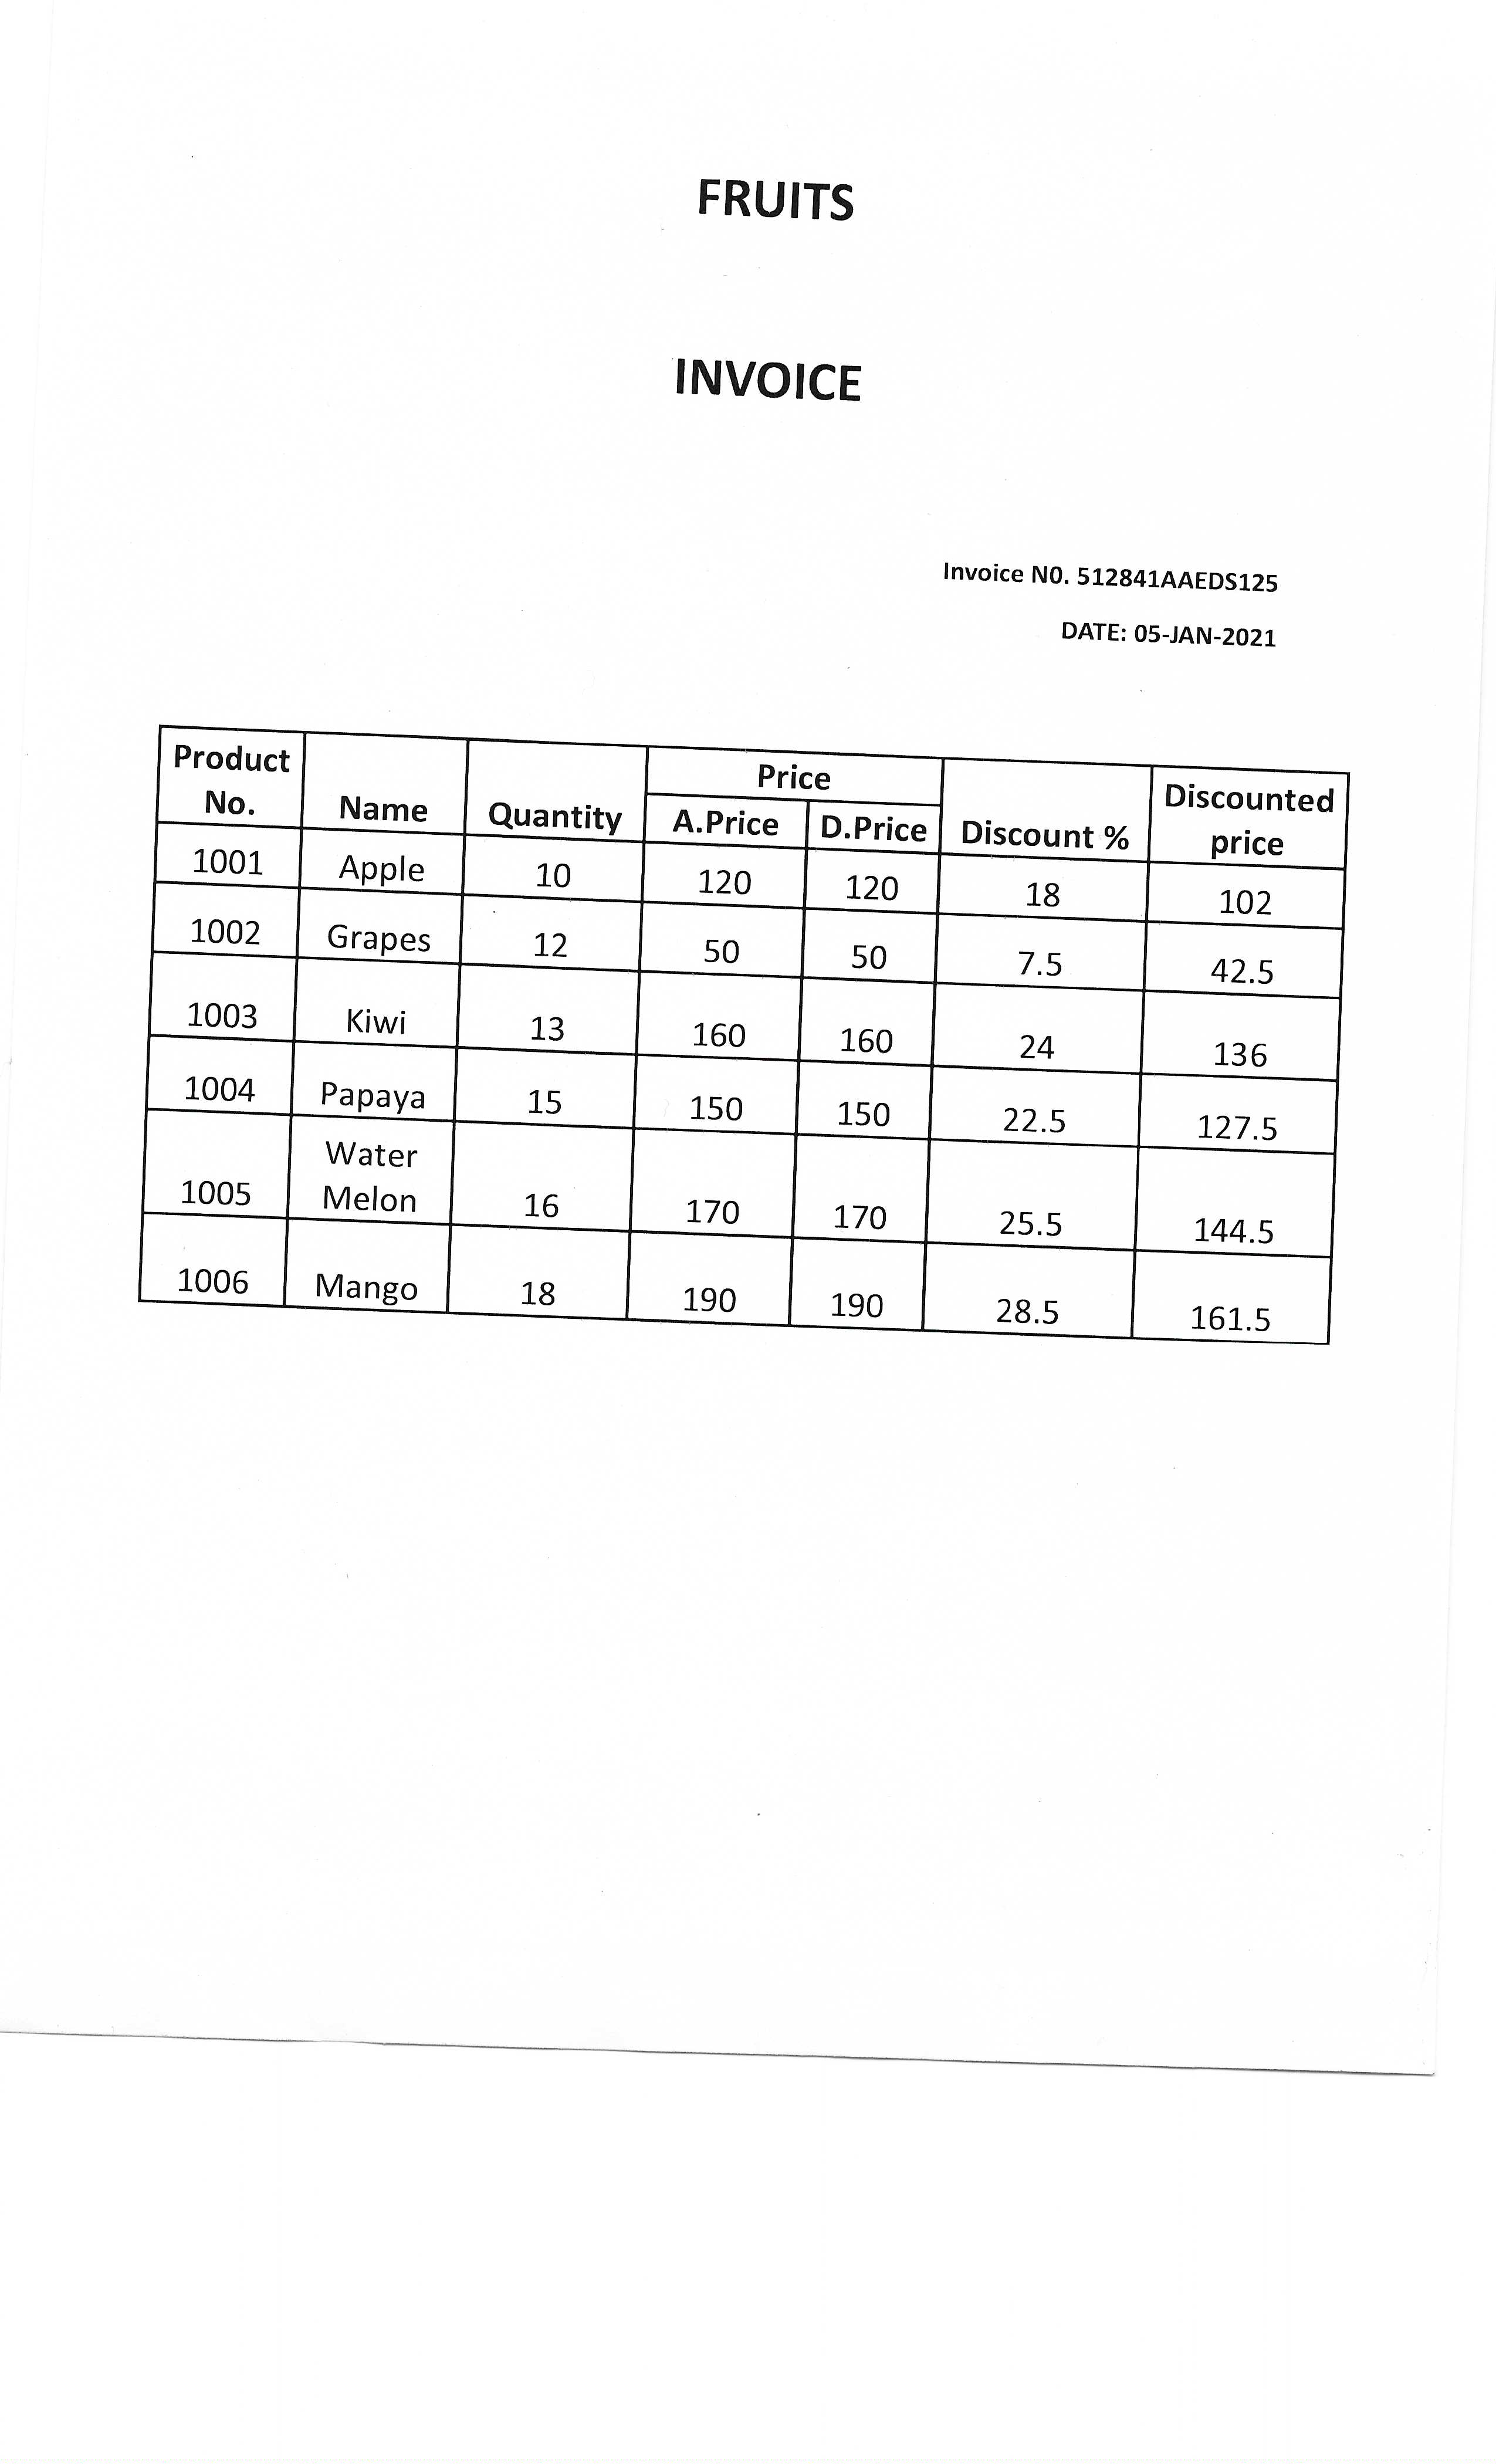 FRUITS
INVOICE
Invoice N0. 512841AAEDS125
DATE: 05-JAN-2021
Product No. Name Quantity Price A.Price D.Price Discount % Discounted price
1001 Apple 10 120 120 18 102
1002 Grapes 12 50 50 7.5 42.5
1003 Kiwi 13 160 160 24 136
1004 Papaya 15 150 150 22.5 127.5
1005 Water Melon 16 170 170 25.5 144.5
1006 Mango 18 190 190 28.5 161.5